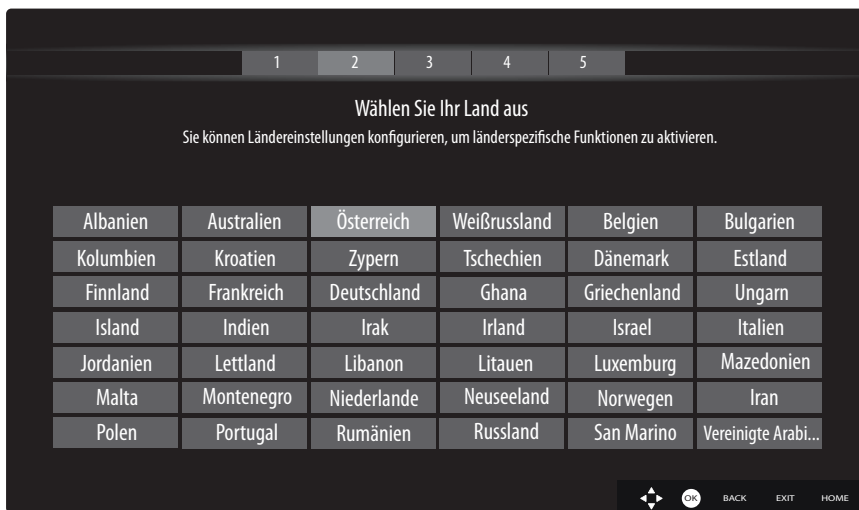 1 2 3 4 5
Wählen Sie Ihr Land aus
Sie können Ländereinstellungen konfigurieren, um länderspezifische Funktionen zu aktivieren.
Albanien Australien Österreich Weißrussland Belgien Bulgarien
Kolumbien Kroatien Zypern Tschechien Dänemark Estland
Finnland Frankreich Deutschland Ghana Griechenland Ungarn
Island Indien Irak Irland Israel Italien
Jordanien Lettland Libanon Litauen Luxemburg Mazedonien
Malta Montenegro Niederlande Neuseeland Norwegen Iran
Polen Portugal Rumänien Russland San Marino Vereinigte Arabi...
OK BACK EXIT HOME